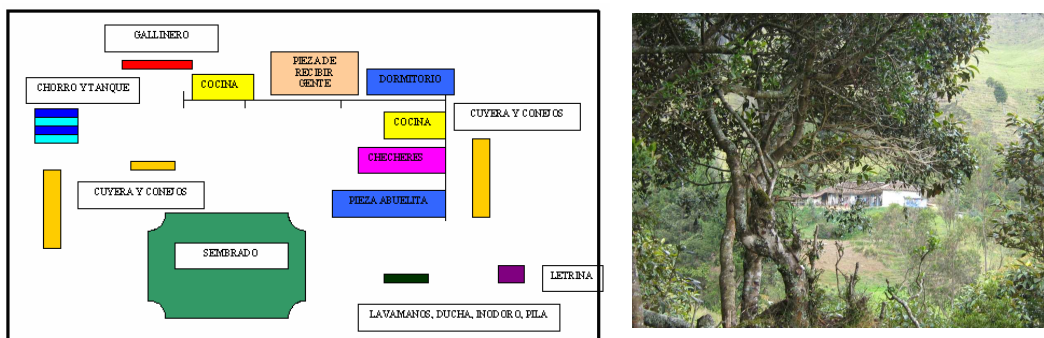 GALLINERO
PIEZA DE
RECIBIR
GENTE
COCINA
DORMITORIO
CHORRO Y TANQUE
CUYERA Y CONEJOS
COCINA
CHECHERES
CUYERA Y CONEJOS
PIEZA ABUELITA
SEMBRADO
LETRINA
LAVAMANOS, DUCHA, INODORO, PILA